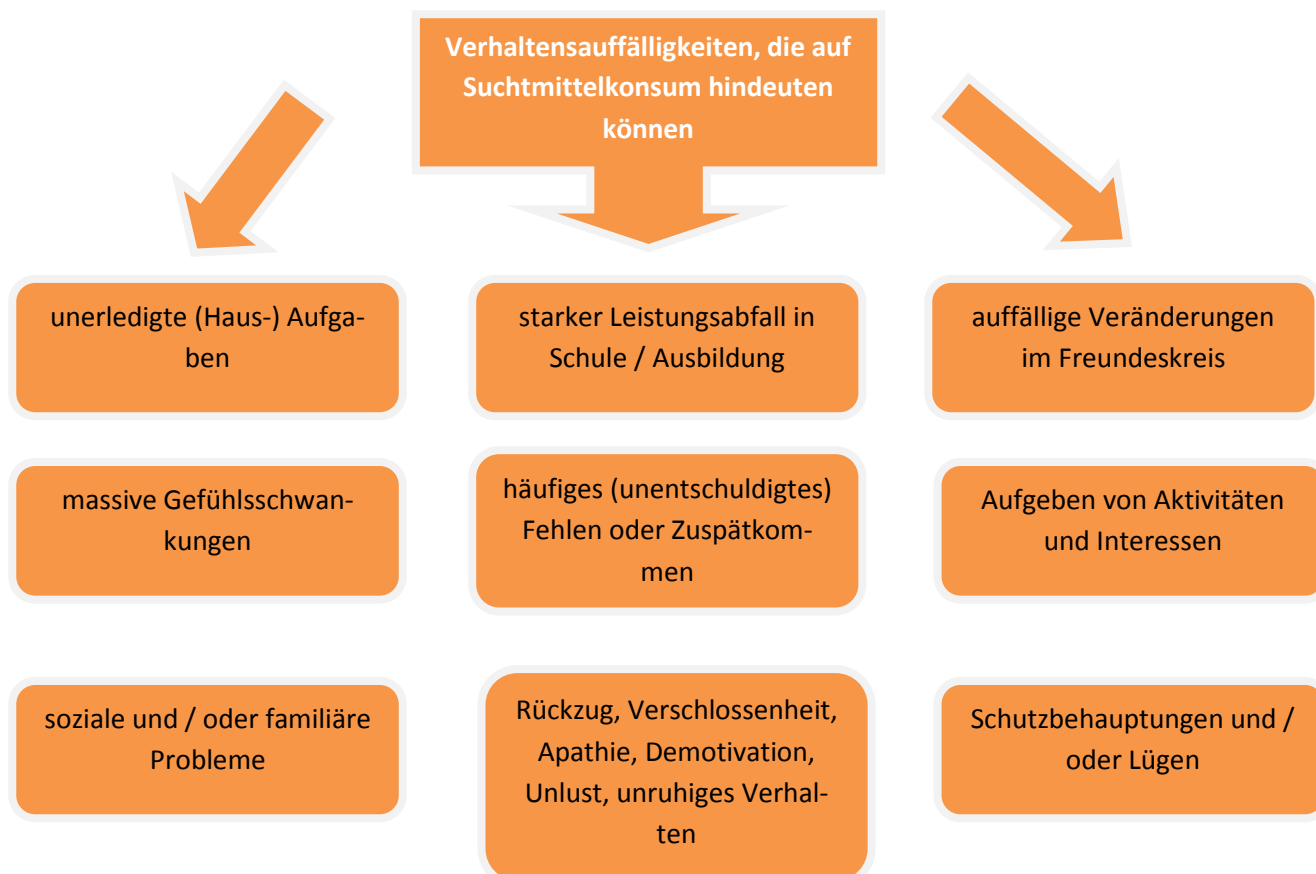 Verhaltensauffälligkeiten, die auf
Suchtmittelkonsum hindeuten
können
unerledigte (Haus-) Aufga-
ben
starker Leistungsabfall in
Schule / Ausbildung
auffällige Veränderungen
im Freundeskreis
massive Gefühlsschwan-
kungen
häufiges (unentschuldigtes)
Fehlen oder Zuspätkom-
men
Aufgeben von Aktivitäten
und Interessen
soziale und / oder familiäre
Probleme
Rückzug, Verschlossenheit,
Apathie, Demotivation,
Unlust, unruhiges Verhal-
ten
Schutzbehauptungen und /
oder Lügen